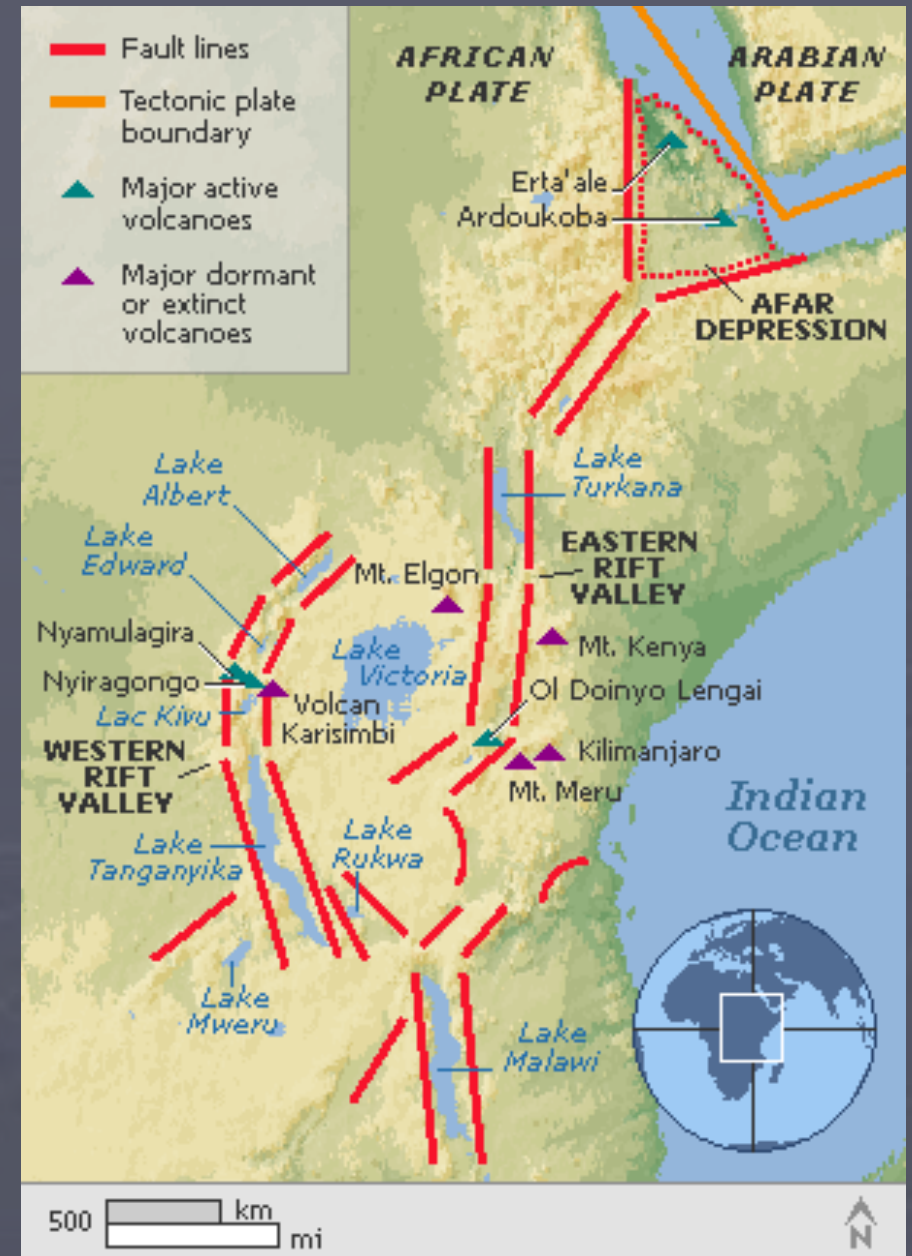 Fault lines
Tectonic plate
boundary
Major active
volcanoes
Major dormant
or extinct
volcanoes
AFRICAN
PLATE
ARABIAN
PLATE
Erta'ale
Ardoukoba
AFAR
DEPRESSION
Lake
Albert
Lake
Turkana
Lake
Edward
EASTERN
RIFT
VALLEY
Mt. Elgon
Nyamulagira
Mt. Kenya
Lake
Victoria
Nyiragongo
Ol Doinyo Lengai
Lac Kivu
Volcan
Karisimbi
WESTERN
RIFT
VALLEY
Kilimanjaro
Mt. Meru
Indian
Ocean
Lake
Tanganyika
Lake
Rukwa
Lake
Mweru
Lake
Malawi
500 km
mi
N